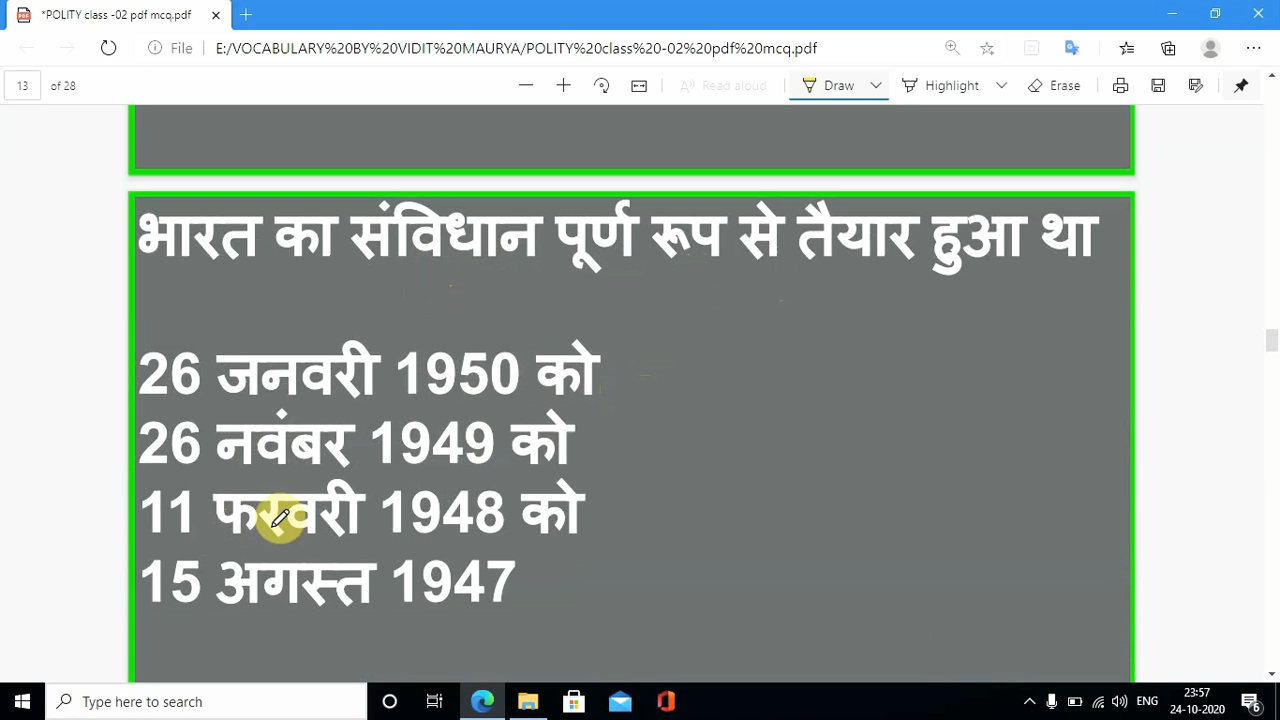 *POLITY class -02 pdf mcq.pdf
File E:/VOCABULARY%20BY%20VIDIT%20MAURYA/POLITY%20class%20-02%20pdf%20mcq.pdf
13 of 28 Read aloud Draw Highlight Erase
भारत का संविधान पूर्ण रूप से तैयार हुआ था
26 जनवरी 1950 को
26 नवंबर 1949 को
11 फरवरी 1948 को
15 अगस्त 1947
Type here to search ENG 23:57
24-10-2020 6